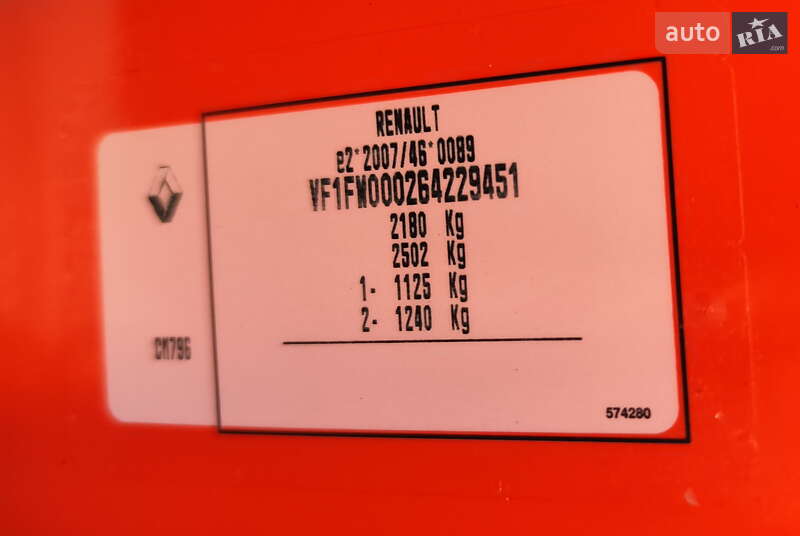 auto RIA.com
RENAULT
e2*2007/46*0089
VF1FW000264229451
2180 Kg
2502 Kg
1- 1125 Kg
2- 1240 Kg
CM796
574280